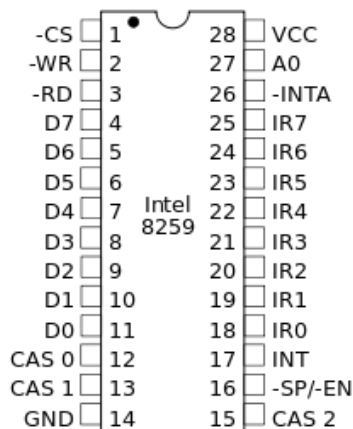 -CS 1 28 VCC
-WR 2 27 A0
-RD 3 26 -INTA
D7 4 25 IR7
D6 5 24 IR6
D5 6 23 IR5
D4 7 Intel 22 IR4
D3 8 8259 21 IR3
D2 9 20 IR2
D1 10 19 IR1
D0 11 18 IR0
CAS 0 12 17 INT
CAS 1 13 16 -SP/-EN
GND 14 15 CAS 2